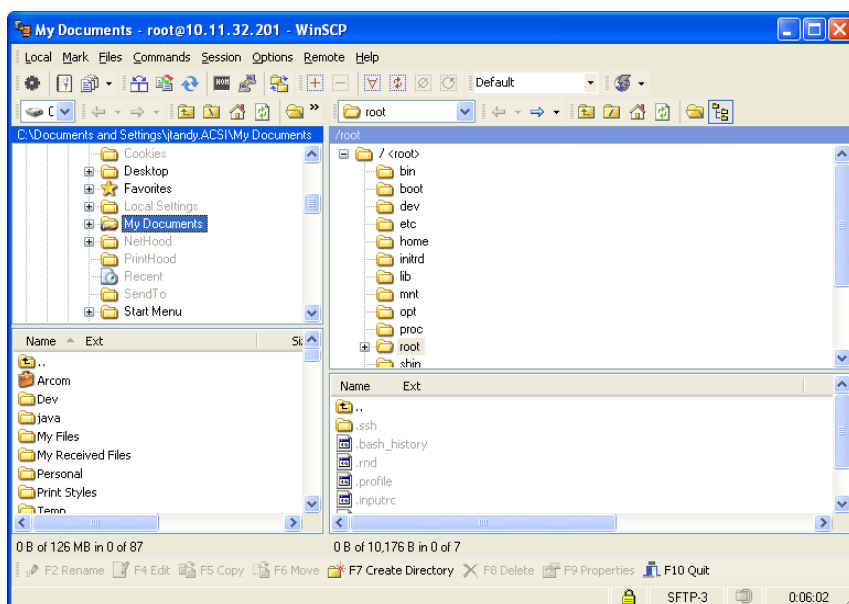 My Documents - root@10.11.32.201 - WinSCP
Local Mark Files Commands Session Options Remote Help
Default
C root
C:\Documents and Settings\jtandy.ACSI\My Documents
/root
Cookies
Desktop
Favorites
Local Settings
My Documents
NetHood
PrintHood
Recent
SendTo
Start Menu
/ <root>
bin
boot
dev
etc
home
initrd
lib
mnt
opt
proc
root
sbin
Name Ext
..
Arcom
Dev
java
My Files
My Received Files
Personal
Print Styles
Temp
Name Ext
..
.ssh
.bash_history
.rnd
.profile
.inputrc
0 B of 126 MB in 0 of 87
0 B of 10,176 B in 0 of 7
F2 Rename F4 Edit F5 Copy F6 Move F7 Create Directory F8 Delete F9 Properties F10 Quit
SFTP-3 0:06:02